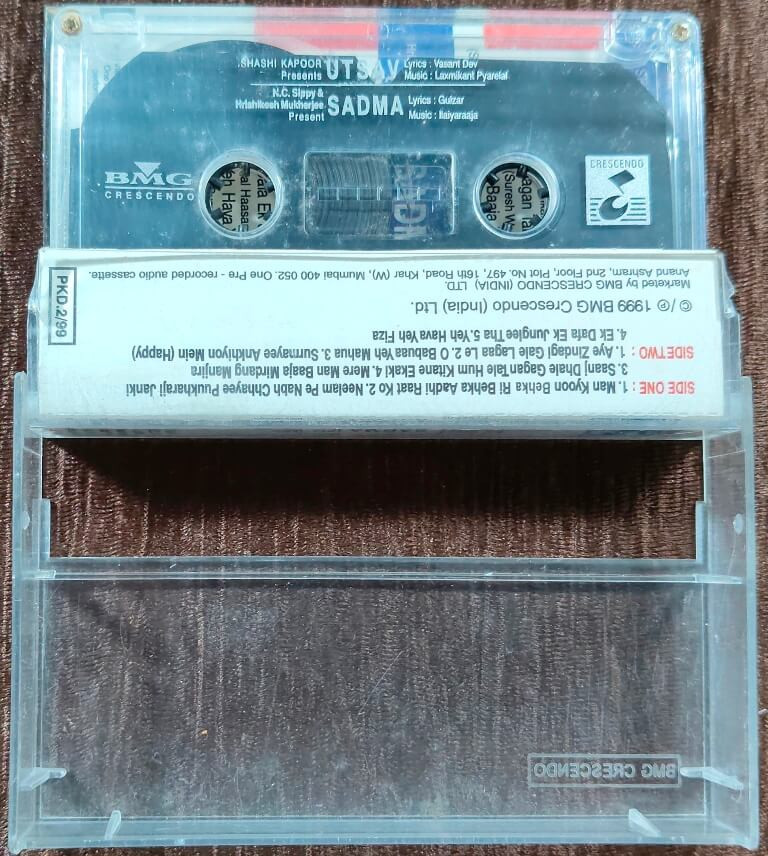 SHASHI KAPOOR
Presents
UTSAV
Lyrics : Vasant Dev
Music : Laxmikant Pyarelal
N.C. Sippy &
Hrishikesh Mukherjee
Present
SADMA
Lyrics : Gulzar
Music : Ilaiyaraaja
BMG
CRESCENDO
CRESCENDO
SIDE ONE : 1. Man Kyoon Behka Ri Behka Aadhi Raat Ko 2. Neelam Pe Nabh Chhayee Puukharaji Janki
3. Saanj Dhale Gagan Tale Hum Kitane Ekaki 4. Mere Man Baaja Mirdang Manjira
SIDE TWO : 1. Aye Zindagi Gale Lagaa Le 2. O Babuaa Yeh Mahua 3. Surmayee Ankhiyon Mein (Happy)
4. Ek Dafa Ek Junglee Tha 5. Yeh Hava Yeh Fiza
©/℗ 1999 BMG Crescendo (India) Ltd.
Marketed by BMG CRESCENDO (INDIA) LTD.
Anand Ashram, 2nd Floor, Plot No. 497, 16th Road, Khar (W), Mumbai 400 052. One Pre - recorded audio cassette.
PKD.2/99
BMG CRESCENDO